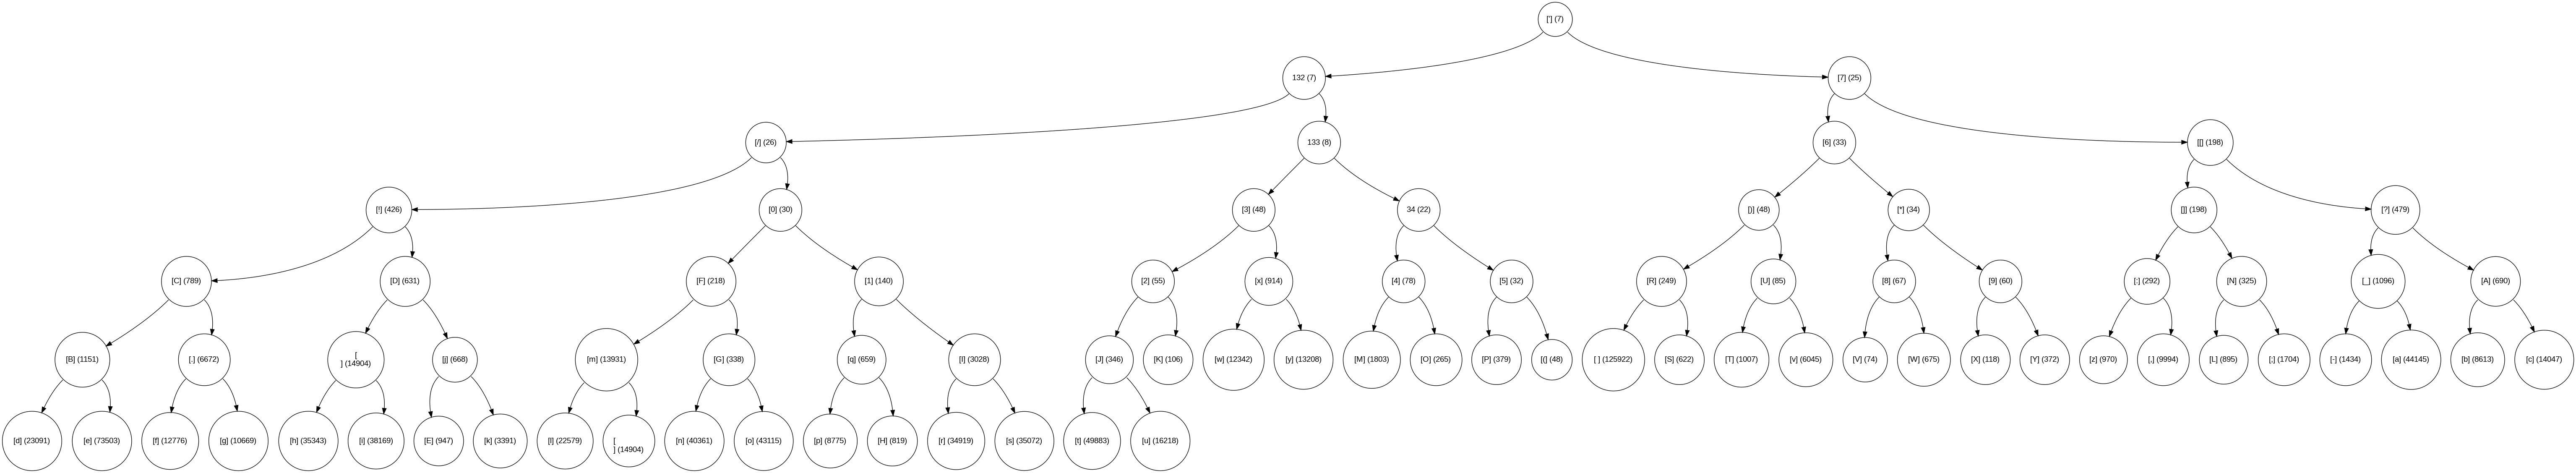 ['] (7)
132 (7)
[7] (25)
[/] (26)
133 (8)
[6] (33)
[[] (198)
[!] (426)
[0] (30)
[3] (48)
34 (22)
[)] (48)
[*] (34)
[]] (198)
[?] (479)
[C] (789)
[D] (631)
[F] (218)
[1] (140)
[2] (55)
[x] (914)
[4] (78)
[5] (32)
[R] (249)
[U] (85)
[8] (67)
[9] (60)
[:] (292)
[N] (325)
[_] (1096)
[A] (690)
[B] (1151)
[.] (6672)
[
] (14904)
[j] (668)
[m] (13931)
[G] (338)
[q] (659)
[I] (3028)
[J] (346)
[K] (106)
[w] (12342)
[y] (13208)
[M] (1803)
[O] (265)
[P] (379)
[(] (48)
[ ] (125922)
[S] (622)
[T] (1007)
[v] (6045)
[V] (74)
[W] (675)
[X] (118)
[Y] (372)
[z] (970)
[,] (9994)
[L] (895)
[;] (1704)
[-] (1434)
[a] (44145)
[b] (8613)
[c] (14047)
[d] (23091)
[e] (73503)
[f] (12776)
[g] (10669)
[h] (35343)
[i] (38169)
[E] (947)
[k] (3391)
[l] (22579)
[
] (14904)
[n] (40361)
[o] (43115)
[p] (8775)
[H] (819)
[r] (34919)
[s] (35072)
[t] (49883)
[u] (16218)